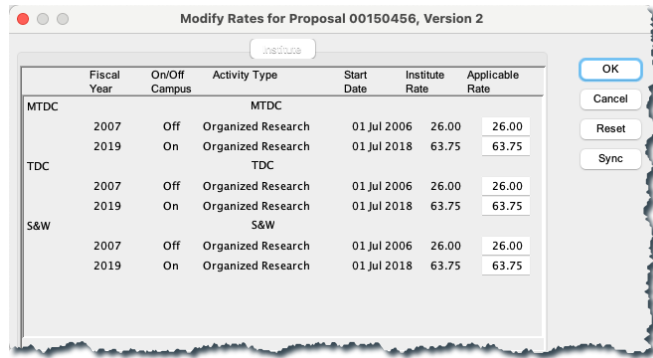 Modify Rates for Proposal 00150456, Version 2
Institute
Fiscal Year On/Off Campus Activity Type Start Date Institute Rate Applicable Rate
MTDC MTDC
2007 Off Organized Research 01 Jul 2006 26.00 26.00
2019 On Organized Research 01 Jul 2018 63.75 63.75
TDC TDC
2007 Off Organized Research 01 Jul 2006 26.00 26.00
2019 On Organized Research 01 Jul 2018 63.75 63.75
S&W S&W
2007 Off Organized Research 01 Jul 2006 26.00 26.00
2019 On Organized Research 01 Jul 2018 63.75 63.75
OK
Cancel
Reset
Sync